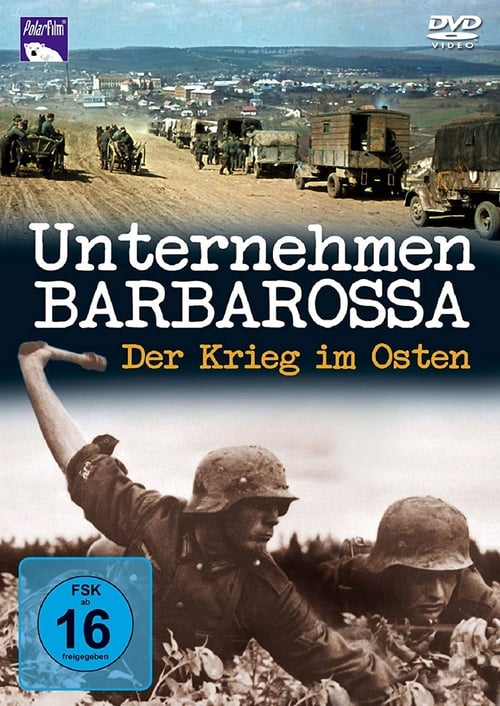 Polarfilm
DVD
VIDEO
Unternehmen
BARBAROSSA
Der Krieg im Osten
FSK
ab
16
freigegeben